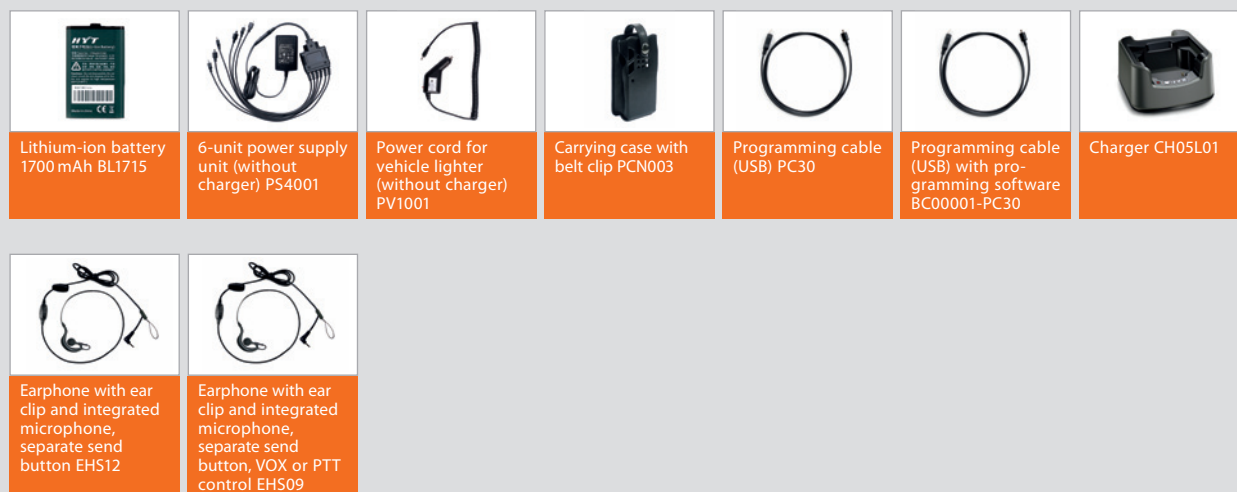 HYT
Lithium-ion battery
1700 mAh BL1715
6-unit power supply
unit (without
charger) PS4001
Power cord for
vehicle lighter
(without charger)
PV1001
Carrying case with
belt clip PCN003
Programming cable
(USB) PC30
Programming cable
(USB) with pro-
gramming software
BC00001-PC30
Charger CH05L01
Earphone with ear
clip and integrated
microphone,
separate send
button EHS12
Earphone with ear
clip and integrated
microphone,
separate send
button, VOX or PTT
control EHS09